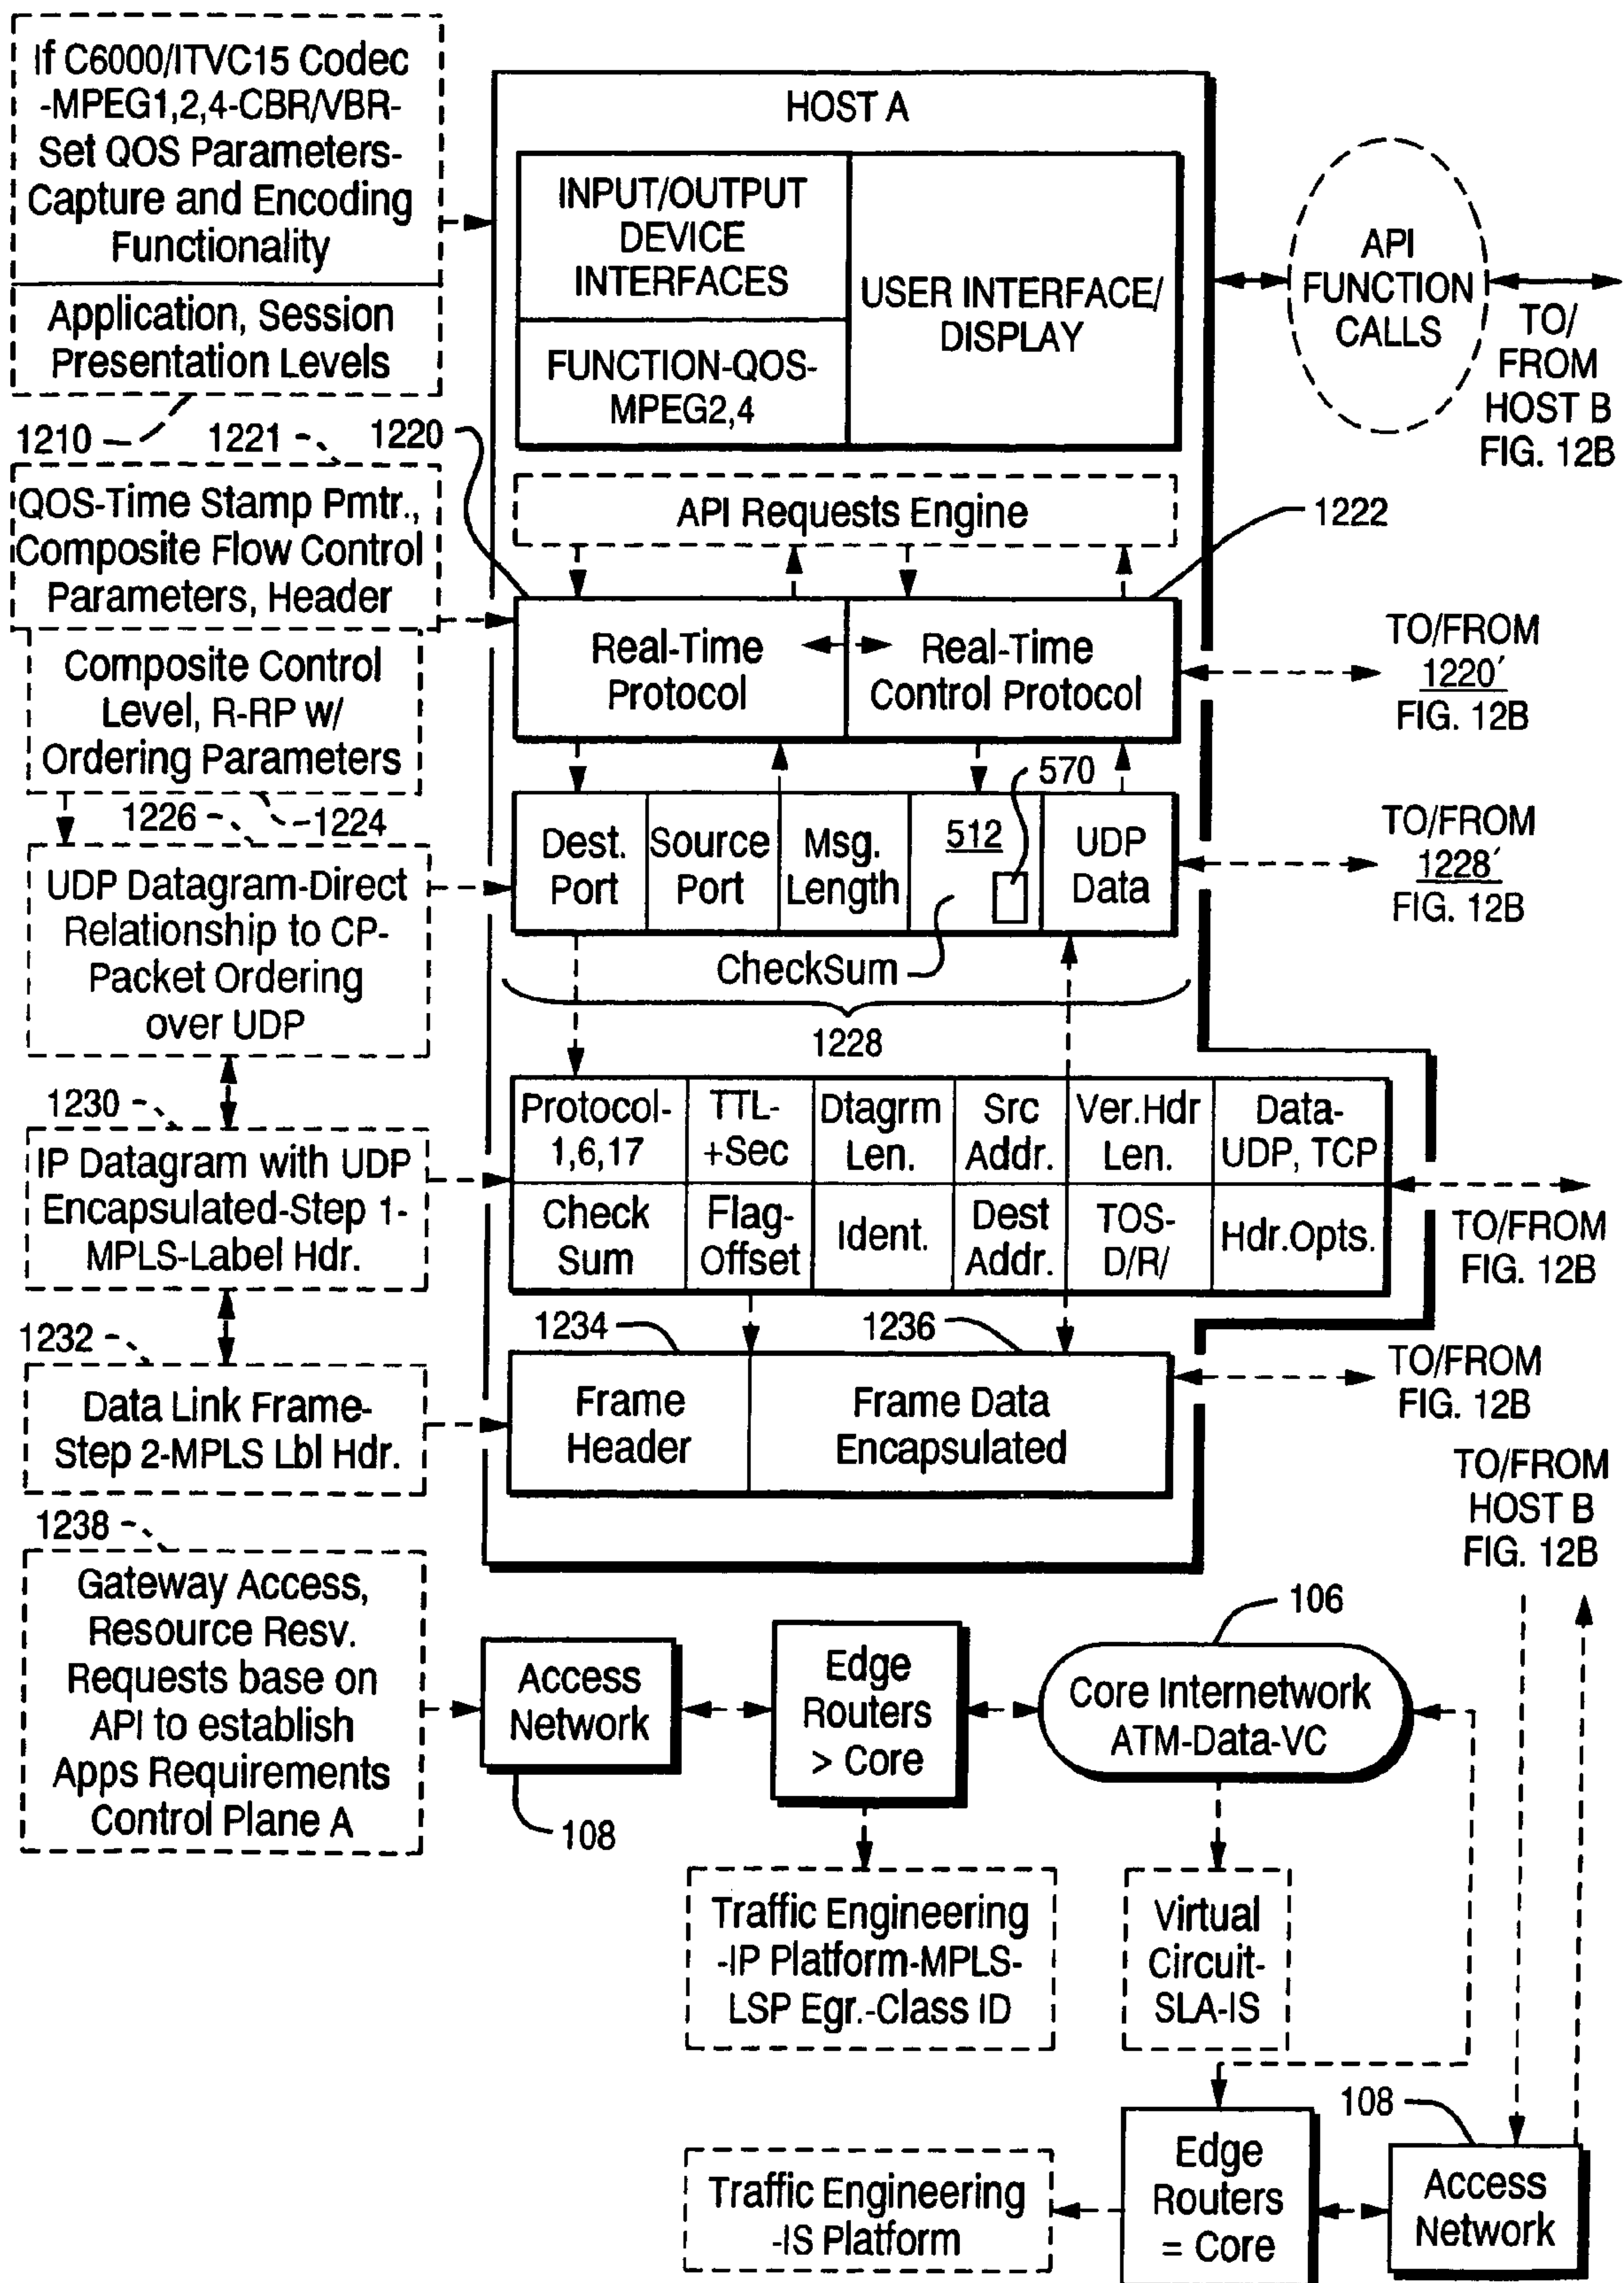 If C6000/ITVC15 Codec
-MPEG1,2,4-CBR/VBR-
Set QOS Parameters-
Capture and Encoding
Functionality
Application, Session
Presentation Levels
1210
HOST A
INPUT/OUTPUT
DEVICE
INTERFACES
FUNCTION-QOS-
MPEG2,4
USER INTERFACE/
DISPLAY
API
FUNCTION
CALLS
TO/
FROM
HOST B
FIG. 12B
1221
1220
QOS-Time Stamp Pmtr.,
Composite Flow Control
Parameters, Header
API Requests Engine
1222
Composite Control
Level, R-RP w/
Ordering Parameters
Real-Time
Protocol
Real-Time
Control Protocol
TO/FROM
1220'
FIG. 12B
1226
1224
570
UDP Datagram-Direct
Relationship to CP-
Packet Ordering
over UDP
Dest.
Port
Source
Port
Msg.
Length
512
UDP
Data
CheckSum
TO/FROM
1228'
FIG. 12B
1228
1230
IP Datagram with UDP
Encapsulated-Step 1-
MPLS-Label Hdr.
Protocol-
1,6,17
TTL-
+Sec
Dtagrm
Len.
Src
Addr.
Ver.Hdr
Len.
Data-
UDP, TCP
Check
Sum
Flag-
Offset
Ident.
Dest
Addr.
TOS-
D/R/
Hdr.Opts.
TO/FROM
FIG. 12B
1232
1234
1236
Data Link Frame-
Step 2-MPLS Lbl Hdr.
Frame
Header
Frame Data
Encapsulated
TO/FROM
FIG. 12B
TO/FROM
HOST B
FIG. 12B
1238
Gateway Access,
Resource Resv.
Requests base on
API to establish
Apps Requirements
Control Plane A
Access
Network
108
Edge
Routers
> Core
106
Core Internetwork
ATM-Data-VC
Traffic Engineering
-IP Platform-MPLS-
LSP Egr.-Class ID
Virtual
Circuit-
SLA-IS
Traffic Engineering
-IS Platform
Edge
Routers
= Core
108
Access
Network